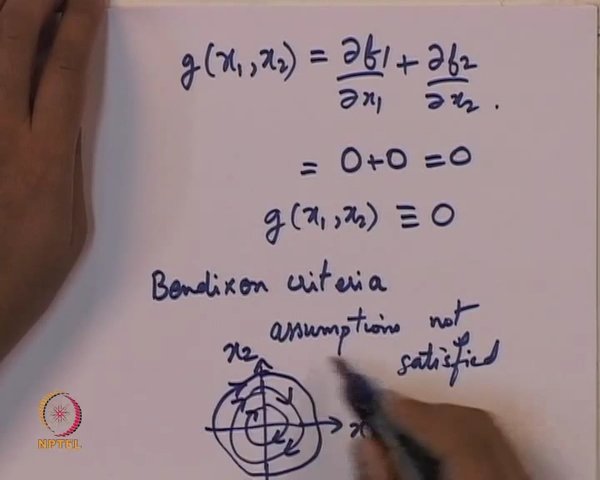 g(x₁, x₂) = ∂f1/∂x₁ + ∂f2/∂x₂ .
= 0+0 = 0
g(x₁, x₂) ≡ 0
Bendixon criteria
assumptions not
satisfied
x₂
NPTEL